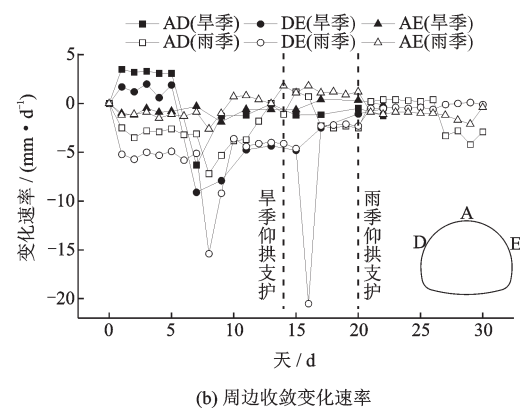 AD(旱季) DE(旱季) AE(旱季)
AD(雨季) DE(雨季) AE(雨季)
变化速率 / (mm·d⁻¹)
5
0
−5
−10
−15
−20
旱季仰拱支护
雨季仰拱支护
A
D E
0 5 10 15 20 25 30
天 / d
(b) 周边收敛变化速率